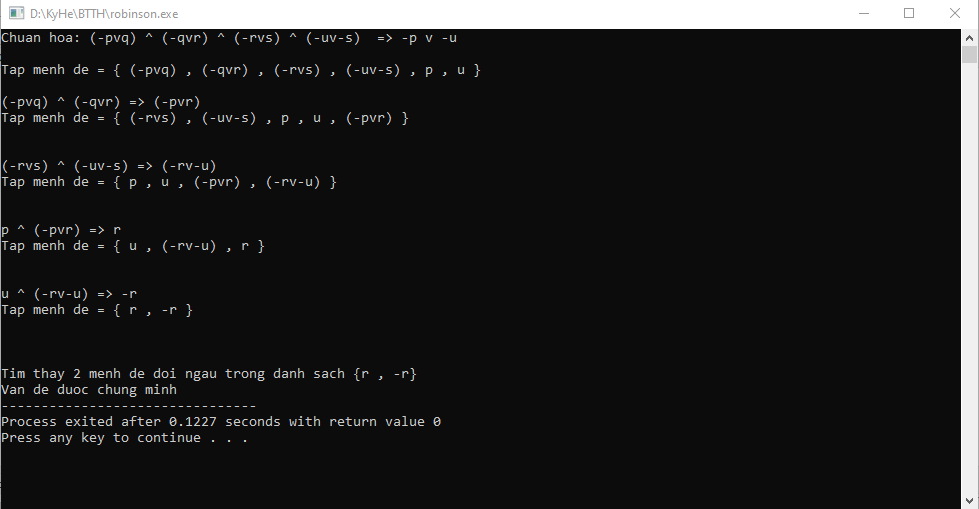 D:\KyHe\BTTH\robinson.exe
Chuan hoa: (-pvq) ^ (-qvr) ^ (-rvs) ^ (-uv-s)  => -p v -u
Tap menh de = { (-pvq) , (-qvr) , (-rvs) , (-uv-s) , p , u }
(-pvq) ^ (-qvr) => (-pvr)
Tap menh de = { (-rvs) , (-uv-s) , p , u , (-pvr) }
(-rvs) ^ (-uv-s) => (-rv-u)
Tap menh de = { p , u , (-pvr) , (-rv-u) }
p ^ (-pvr) => r
Tap menh de = { u , (-rv-u) , r }
u ^ (-rv-u) => -r
Tap menh de = { r , -r }
Tim thay 2 menh de doi ngau trong danh sach {r , -r}
Van de duoc chung minh
--------------------------------
Process exited after 0.1227 seconds with return value 0
Press any key to continue . . .